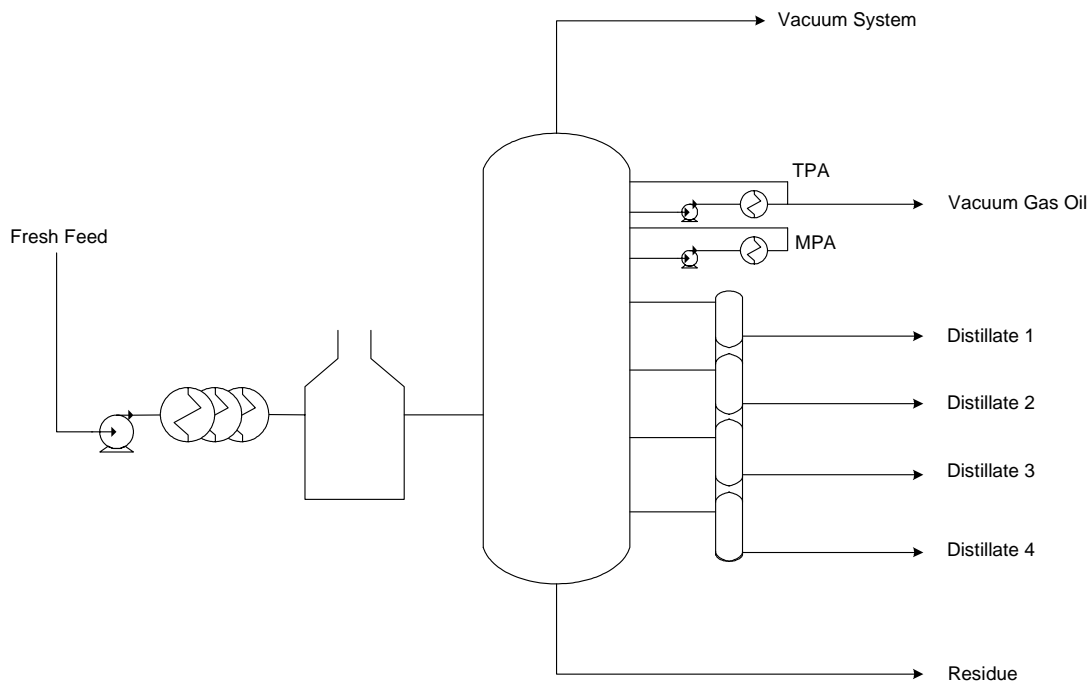 Vacuum System
TPA
Vacuum Gas Oil
Fresh Feed
MPA
Distillate 1
Distillate 2
Distillate 3
Distillate 4
Residue